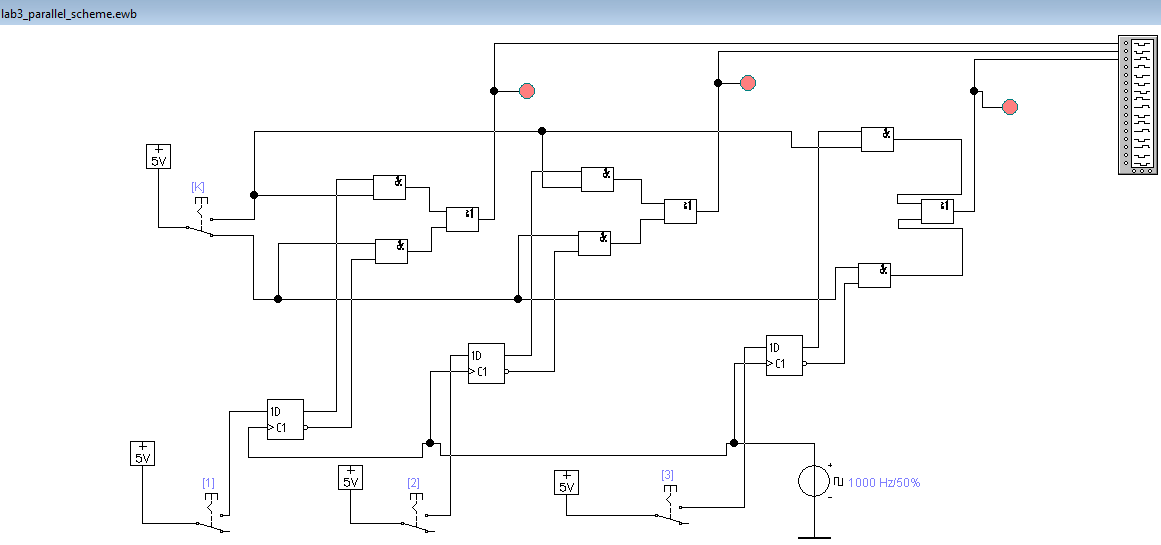 lab3_parallel_scheme.ewb
+
5V
[K]
&
&
≥1
&
&
≥1
&
≥1
&
1D
C1
1D
C1
1D
C1
+
5V
[1]
+
5V
[2]
+
5V
[3]
+
-
1000 Hz/50%